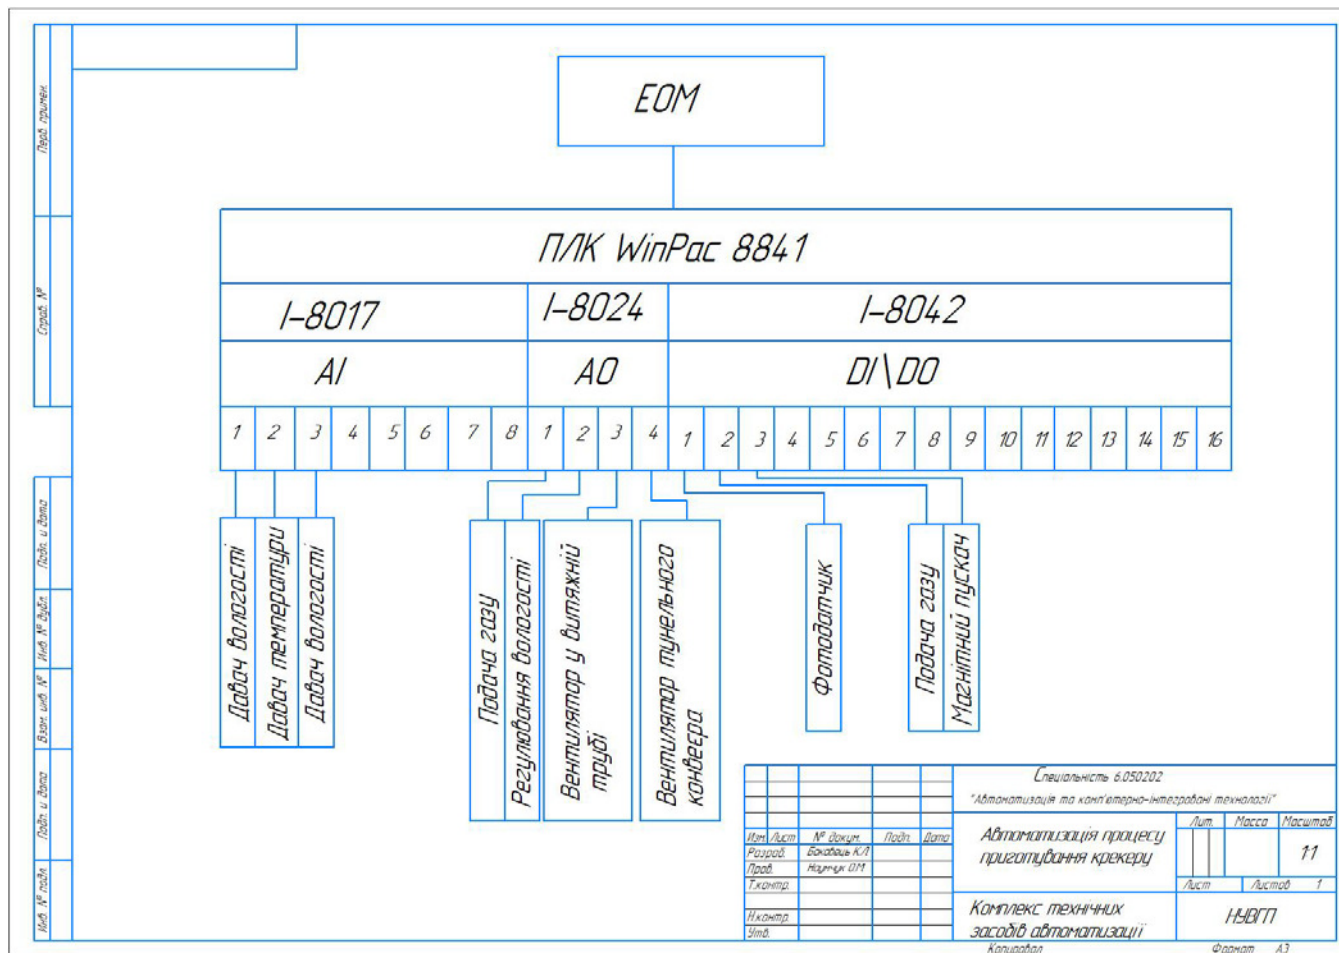 ЕОМ
ПЛК WinPac 8841
I-8017
I-8024
I-8042
AI
AO
DI\DO
1 2 3 4 5 6 7 8 1 2 3 4 1 2 3 4 5 6 7 8 9 10 11 12 13 14 15 16
Давач вологості
Давач температури
Давач вологості
Подача газу
Регулювання вологості
Вентилятор у витяжній
трубі
Вентилятор тунельного
конвеєра
Фотодатчик
Подача газу
Магнітний пускач
Перв. примен.
Справ. №
Подп. и дата
Инв. № дубл.
Взам. инв. №
Подп. и дата
Инв. № подл.
Спеціальність 6.050202
"Автоматизація та комп'ютерно-інтегровані технології"
Изм. Лист № докум. Подп. Дата
Разраб. Бокавець К.Л
Пров. Наумчук О.М
Т.контр.
Н.контр.
Утв.
Автоматизація процесу
приготування крекеру
Лит. Масса Масштаб
1:1
Лист Листов 1
Комплекс технічних
засобів автоматизації
НУВГП
Копировал Формат А3